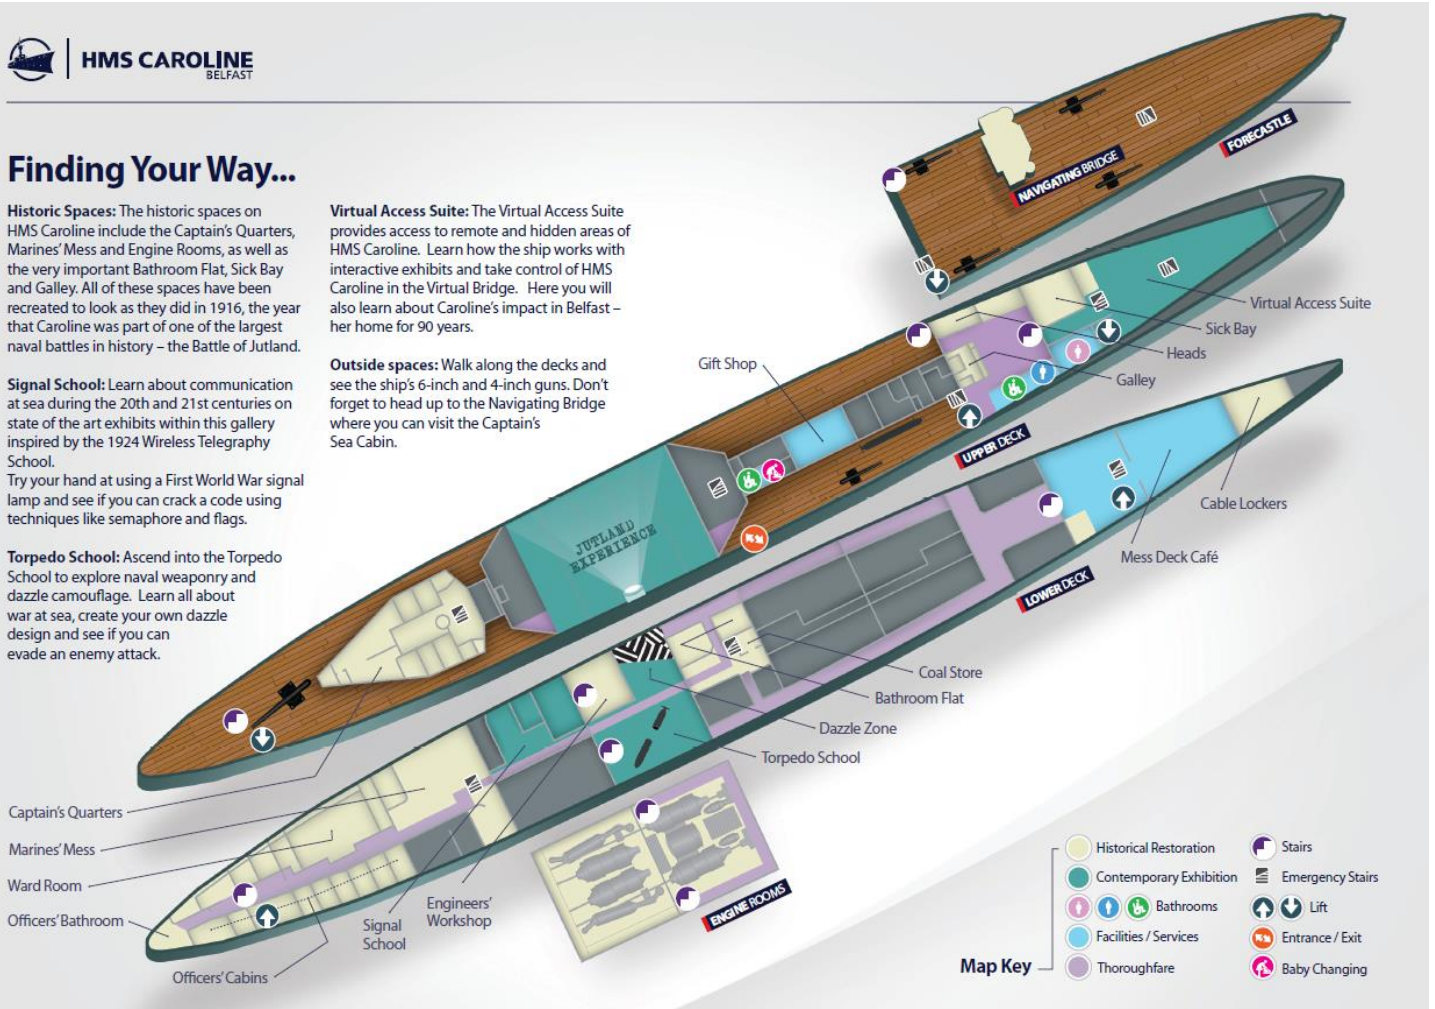 HMS CAROLINE
BELFAST
Finding Your Way...
Historic Spaces: The historic spaces on
HMS Caroline include the Captain's Quarters,
Marines' Mess and Engine Rooms, as well as
the very important Bathroom Flat, Sick Bay
and Galley. All of these spaces have been
recreated to look as they did in 1916, the year
that Caroline was part of one of the largest
naval battles in history – the Battle of Jutland.
Signal School: Learn about communication
at sea during the 20th and 21st centuries on
state of the art exhibits within this gallery
inspired by the 1924 Wireless Telegraphy
School.
Try your hand at using a First World War signal
lamp and see if you can crack a code using
techniques like semaphore and flags.
Torpedo School: Ascend into the Torpedo
School to explore naval weaponry and
dazzle camouflage. Learn all about
war at sea, create your own dazzle
design and see if you can
evade an enemy attack.
Virtual Access Suite: The Virtual Access Suite
provides access to remote and hidden areas of
HMS Caroline. Learn how the ship works with
interactive exhibits and take control of HMS
Caroline in the Virtual Bridge. Here you will
also learn about Caroline's impact in Belfast –
her home for 90 years.
Outside spaces: Walk along the decks and
see the ship's 6-inch and 4-inch guns. Don't
forget to head up to the Navigating Bridge
where you can visit the Captain's
Sea Cabin.
FORECASTLE
NAVIGATING BRIDGE
Virtual Access Suite
Sick Bay
Heads
Galley
Gift Shop
UPPER DECK
JUTLAND
EXPERIENCE
Cable Lockers
Mess Deck Café
LOWER DECK
Coal Store
Bathroom Flat
Dazzle Zone
Torpedo School
Captain's Quarters
Marines' Mess
Ward Room
Officers' Bathroom
Officers' Cabins
Signal
School
Engineers'
Workshop
ENGINE ROOMS
Map Key
Historical Restoration
Contemporary Exhibition
Bathrooms
Facilities / Services
Thoroughfare
Stairs
Emergency Stairs
Lift
Entrance / Exit
Baby Changing